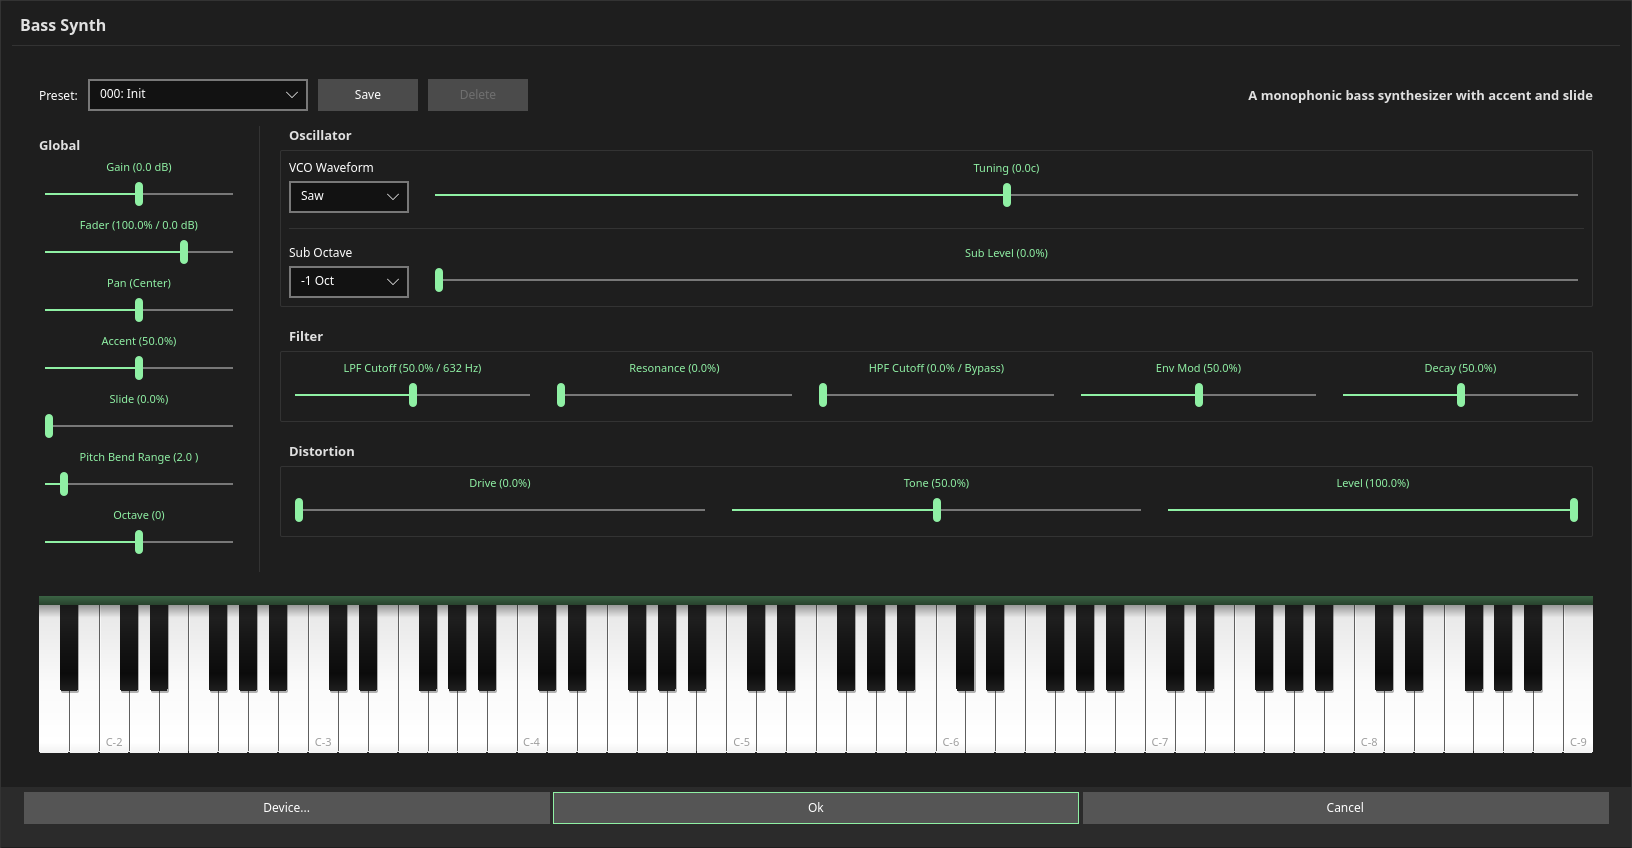 Bass Synth
Preset: 000: Init Save Delete A monophonic bass synthesizer with accent and slide
Global
Gain (0.0 dB)
Fader (100.0% / 0.0 dB)
Pan (Center)
Accent (50.0%)
Slide (0.0%)
Pitch Bend Range (2.0 )
Octave (0)
Oscillator
VCO Waveform Tuning (0.0c)
Saw
Sub Octave Sub Level (0.0%)
-1 Oct
Filter
LPF Cutoff (50.0% / 632 Hz) Resonance (0.0%) HPF Cutoff (0.0% / Bypass) Env Mod (50.0%) Decay (50.0%)
Distortion
Drive (0.0%) Tone (50.0%) Level (100.0%)
C-2 C-3 C-4 C-5 C-6 C-7 C-8 C-9
Device... Ok Cancel